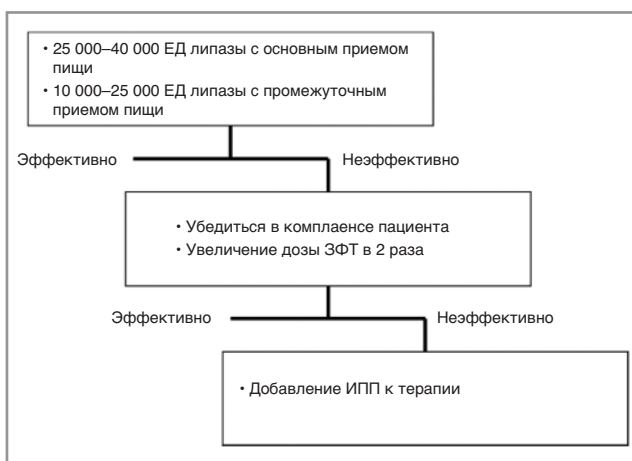 • 25 000–40 000 ЕД липазы с основным приемом
пищи
• 10 000–25 000 ЕД липазы с промежуточным
приемом пищи
Эффективно
Неэффективно
• Убедиться в комплаенсе пациента
• Увеличение дозы ЗФТ в 2 раза
Эффективно
Неэффективно
• Добавление ИПП к терапии